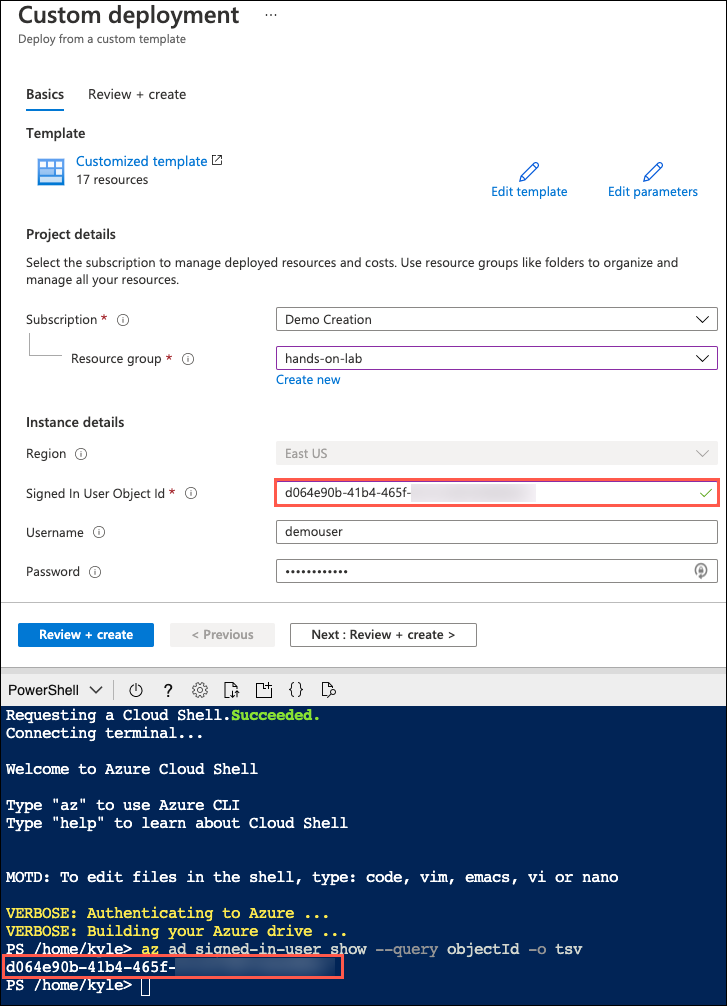 Custom deployment ...
Deploy from a custom template
Basics Review + create
Template
Customized template
17 resources
Edit template Edit parameters
Project details
Select the subscription to manage deployed resources and costs. Use resource groups like folders to organize and
manage all your resources.
Subscription * Demo Creation
Resource group * hands-on-lab
Create new
Instance details
Region East US
Signed In User Object Id * d064e90b-41b4-465f-
Username demouser
Password ••••••••••••
Review + create < Previous Next : Review + create >
PowerShell ? {}
Requesting a Cloud Shell.Succeeded.
Connecting terminal...
Welcome to Azure Cloud Shell
Type "az" to use Azure CLI
Type "help" to learn about Cloud Shell
MOTD: To edit files in the shell, type: code, vim, emacs, vi or nano
VERBOSE: Authenticating to Azure ...
VERBOSE: Building your Azure drive ...
PS /home/kyle> az ad signed-in-user show --query objectId -o tsv
d064e90b-41b4-465f-
PS /home/kyle>